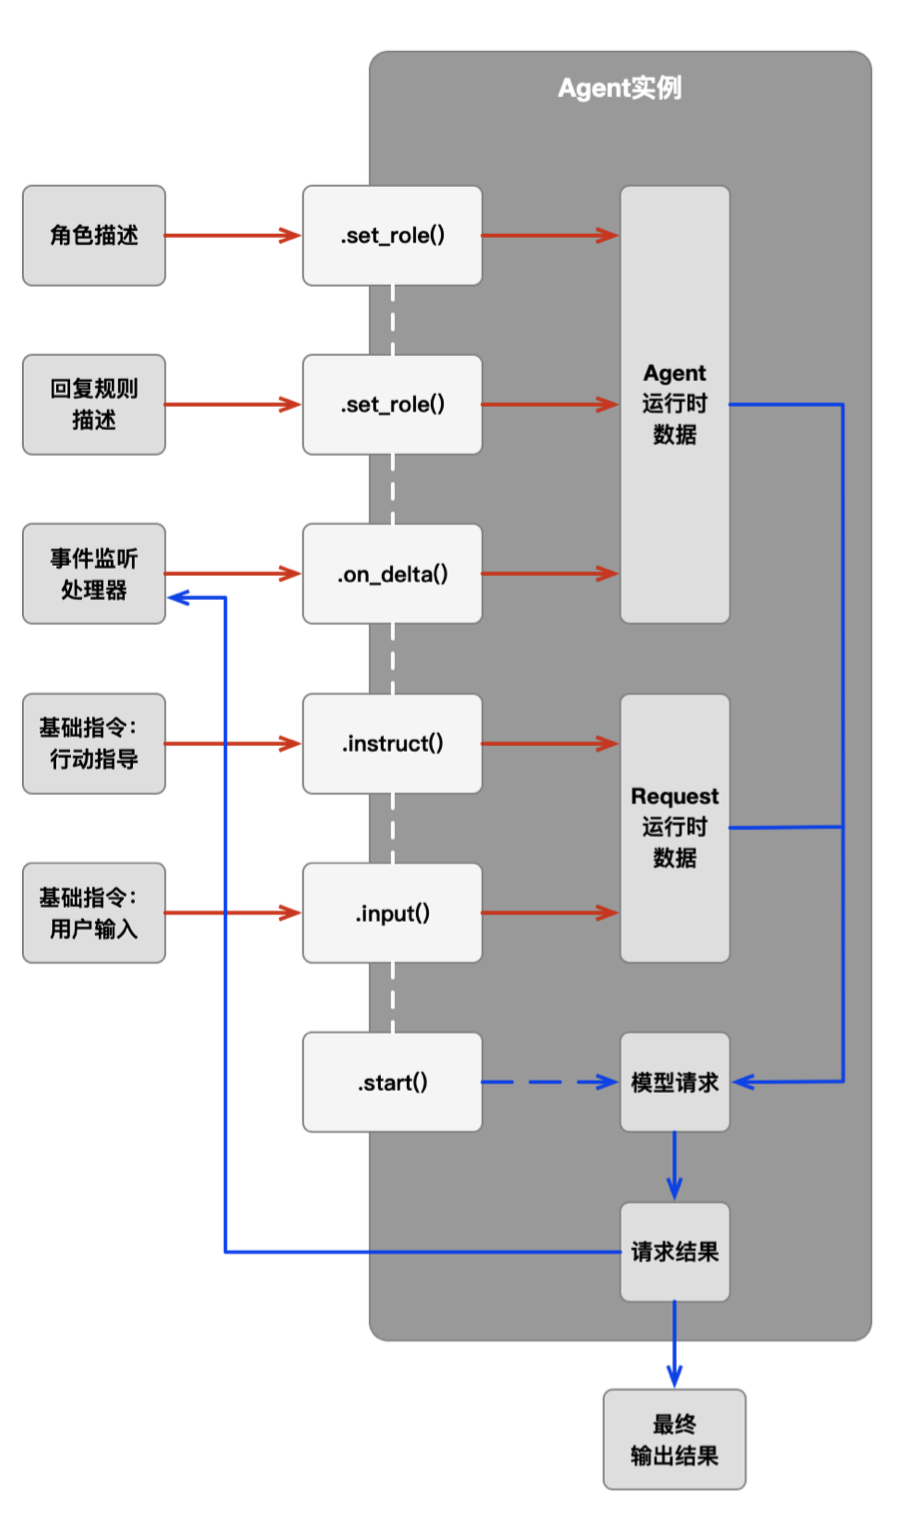 Agent实例
角色描述
.set_role()
回复规则
描述
.set_role()
Agent
运行时
数据
事件监听
处理器
.on_delta()
基础指令：
行动指导
.instruct()
Request
运行时
数据
基础指令：
用户输入
.input()
.start()
模型请求
请求结果
最终
输出结果